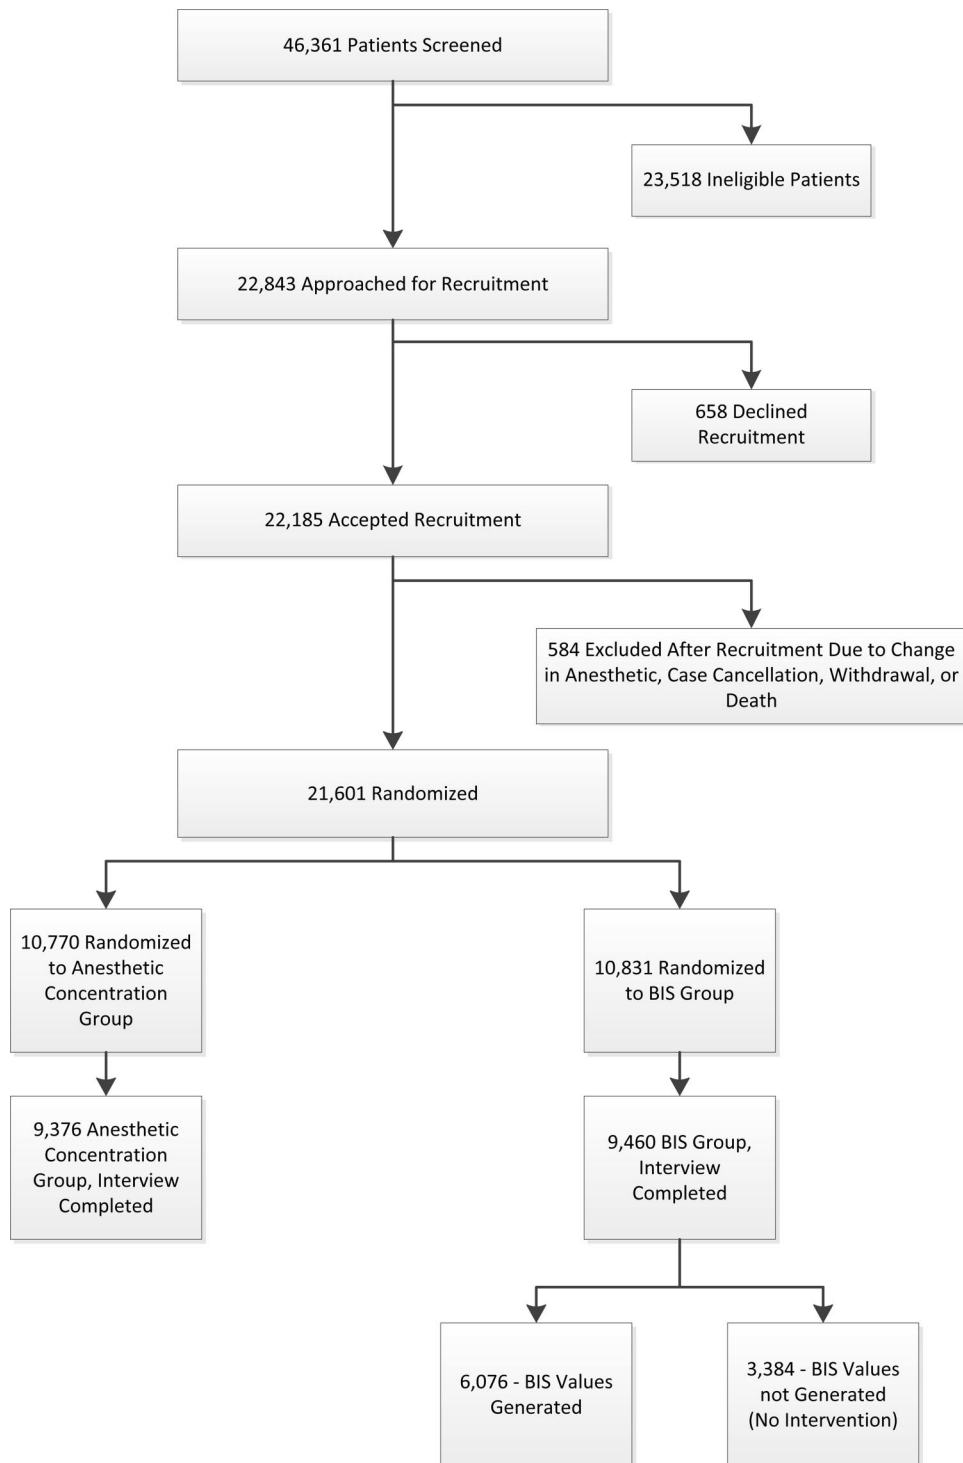 46,361 Patients Screened
23,518 Ineligible Patients
22,843 Approached for Recruitment
658 Declined
Recruitment
22,185 Accepted Recruitment
584 Excluded After Recruitment Due to Change
in Anesthetic, Case Cancellation, Withdrawal, or
Death
21,601 Randomized
10,770 Randomized
to Anesthetic
Concentration
Group
10,831 Randomized
to BIS Group
9,376 Anesthetic
Concentration
Group, Interview
Completed
9,460 BIS Group,
Interview
Completed
6,076 - BIS Values
Generated
3,384 - BIS Values
not Generated
(No Intervention)